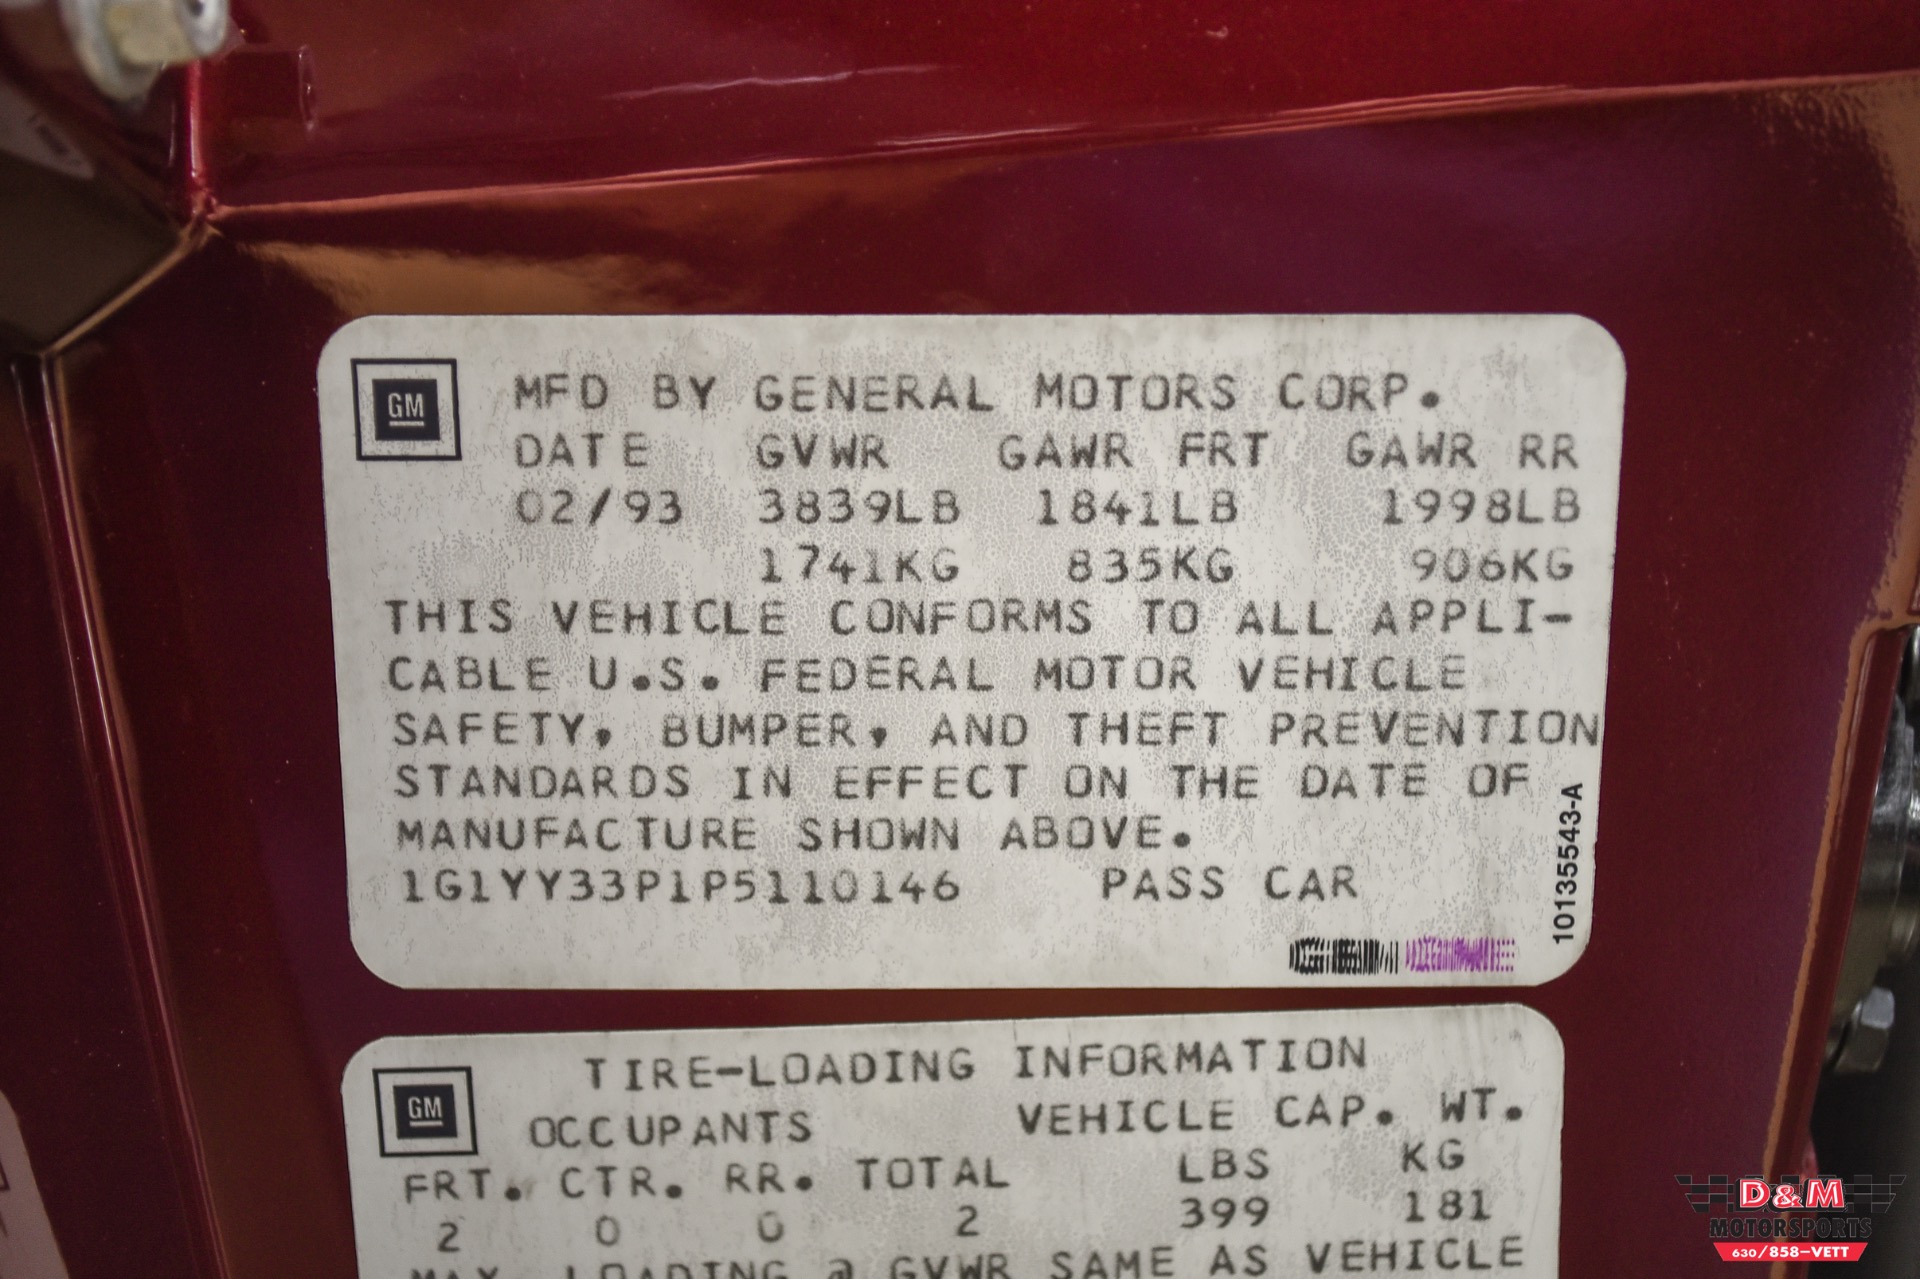 GM
MFD BY GENERAL MOTORS CORP.
DATE GVWR GAWR FRT GAWR RR
02/93 3839LB 1841LB 1998LB
1741KG 835KG 906KG
THIS VEHICLE CONFORMS TO ALL APPLI-
CABLE U.S. FEDERAL MOTOR VEHICLE
SAFETY, BUMPER, AND THEFT PREVENTION
STANDARDS IN EFFECT ON THE DATE OF
MANUFACTURE SHOWN ABOVE.
1G1YY33P1P5110146 PASS CAR
10135543-A
GM
TIRE-LOADING INFORMATION
OCCUPANTS VEHICLE CAP. WT.
FRT. CTR. RR. TOTAL LBS KG
2 0 0 2 399 181
MAX. LOADING @ GVWR SAME AS VEHICLE
D&M
MOTORSPORTS
630/858-VETT